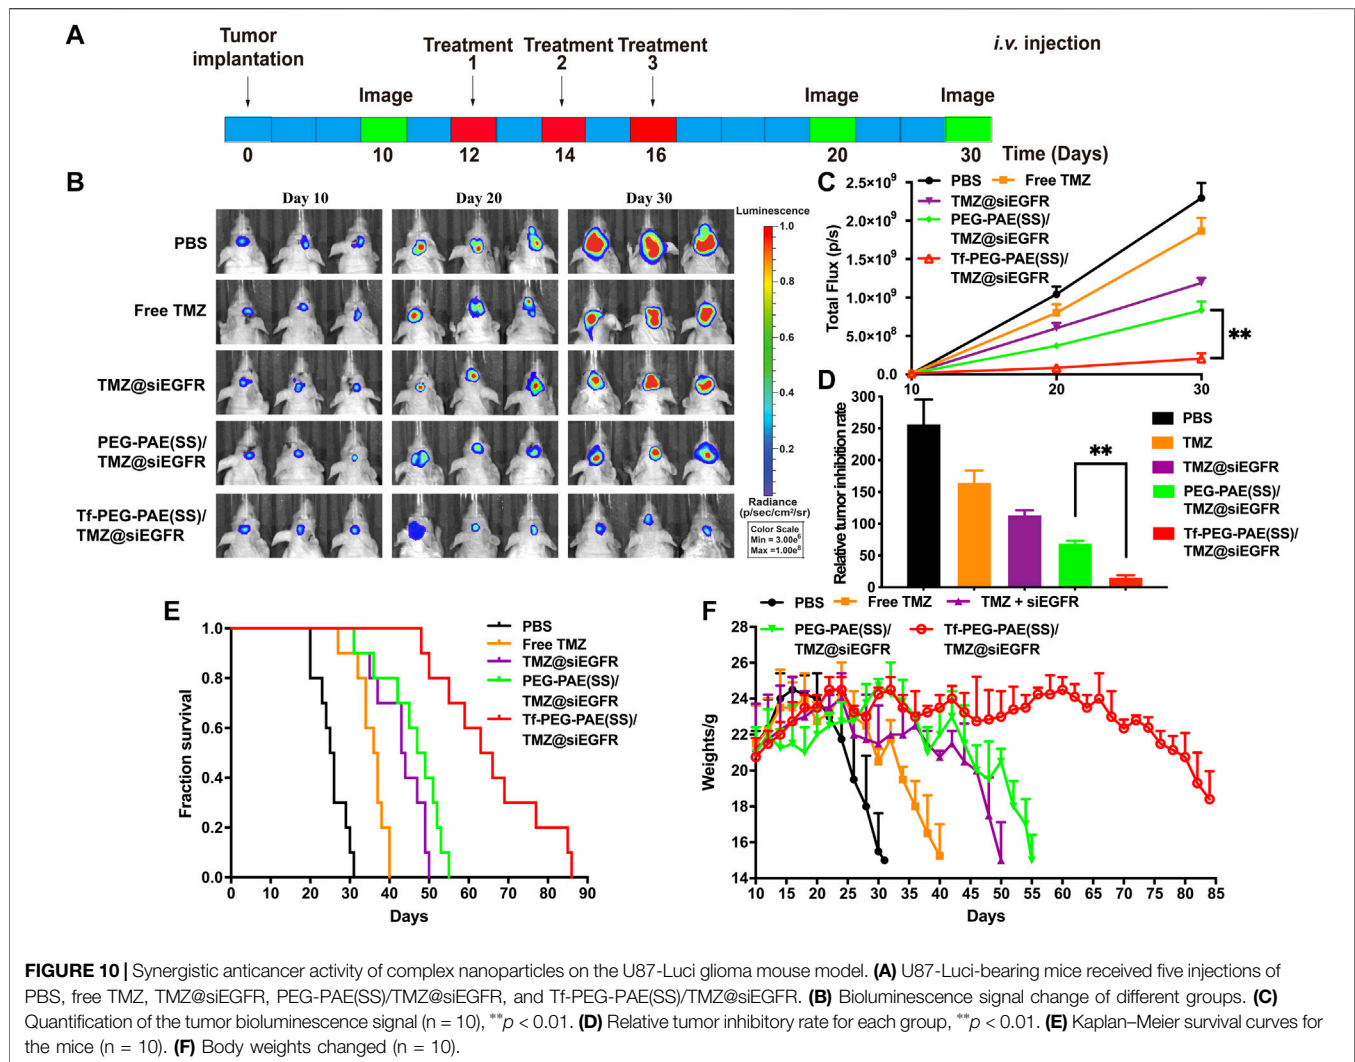 A
Tumor
implantation
Treatment
1
Treatment
2
Treatment
3
i.v. injection
Image
Image
Image
0
10
12
14
16
20
30
Time (Days)
B
Day 10
Day 20
Day 30
PBS
Free TMZ
TMZ@siEGFR
PEG-PAE(SS)/
TMZ@siEGFR
Tf-PEG-PAE(SS)/
TMZ@siEGFR
Luminescence
1.0
0.8
0.6
0.4
0.2
Radiance
(p/sec/cm²/sr)
Color Scale
Min = 3.00e⁶
Max =1.00e⁸
C
PBS
Free TMZ
TMZ@siEGFR
PEG-PAE(SS)/
TMZ@siEGFR
Tf-PEG-PAE(SS)/
TMZ@siEGFR
Total Flux (p/s)
2.5×10⁹
2.0×10⁹
1.5×10⁹
1.0×10⁹
5.0×10⁸
0.0
10
20
30
**
D
Relative tumor inhibition rate
300
250
200
150
100
50
0
**
PBS
TMZ
TMZ@siEGFR
PEG-PAE(SS)/
TMZ@siEGFR
Tf-PEG-PAE(SS)/
TMZ@siEGFR
E
Fraction survival
1.0
0.8
0.6
0.4
0.2
0.0
0
10
20
30
40
50
60
70
80
90
Days
PBS
Free TMZ
TMZ@siEGFR
PEG-PAE(SS)/
TMZ@siEGFR
Tf-PEG-PAE(SS)/
TMZ@siEGFR
F
PBS
Free TMZ
TMZ + siEGFR
PEG-PAE(SS)/
TMZ@siEGFR
Tf-PEG-PAE(SS)/
TMZ@siEGFR
Weights/g
28
26
24
22
20
18
16
14
10
15
20
25
30
35
40
45
50
55
60
65
70
75
80
85
Days
FIGURE 10 | Synergistic anticancer activity of complex nanoparticles on the U87-Luci glioma mouse model. (A) U87-Luci-bearing mice received five injections of
PBS, free TMZ, TMZ@siEGFR, PEG-PAE(SS)/TMZ@siEGFR, and Tf-PEG-PAE(SS)/TMZ@siEGFR. (B) Bioluminescence signal change of different groups. (C)
Quantification of the tumor bioluminescence signal (n = 10), **p < 0.01. (D) Relative tumor inhibitory rate for each group, **p < 0.01. (E) Kaplan–Meier survival curves for
the mice (n = 10). (F) Body weights changed (n = 10).